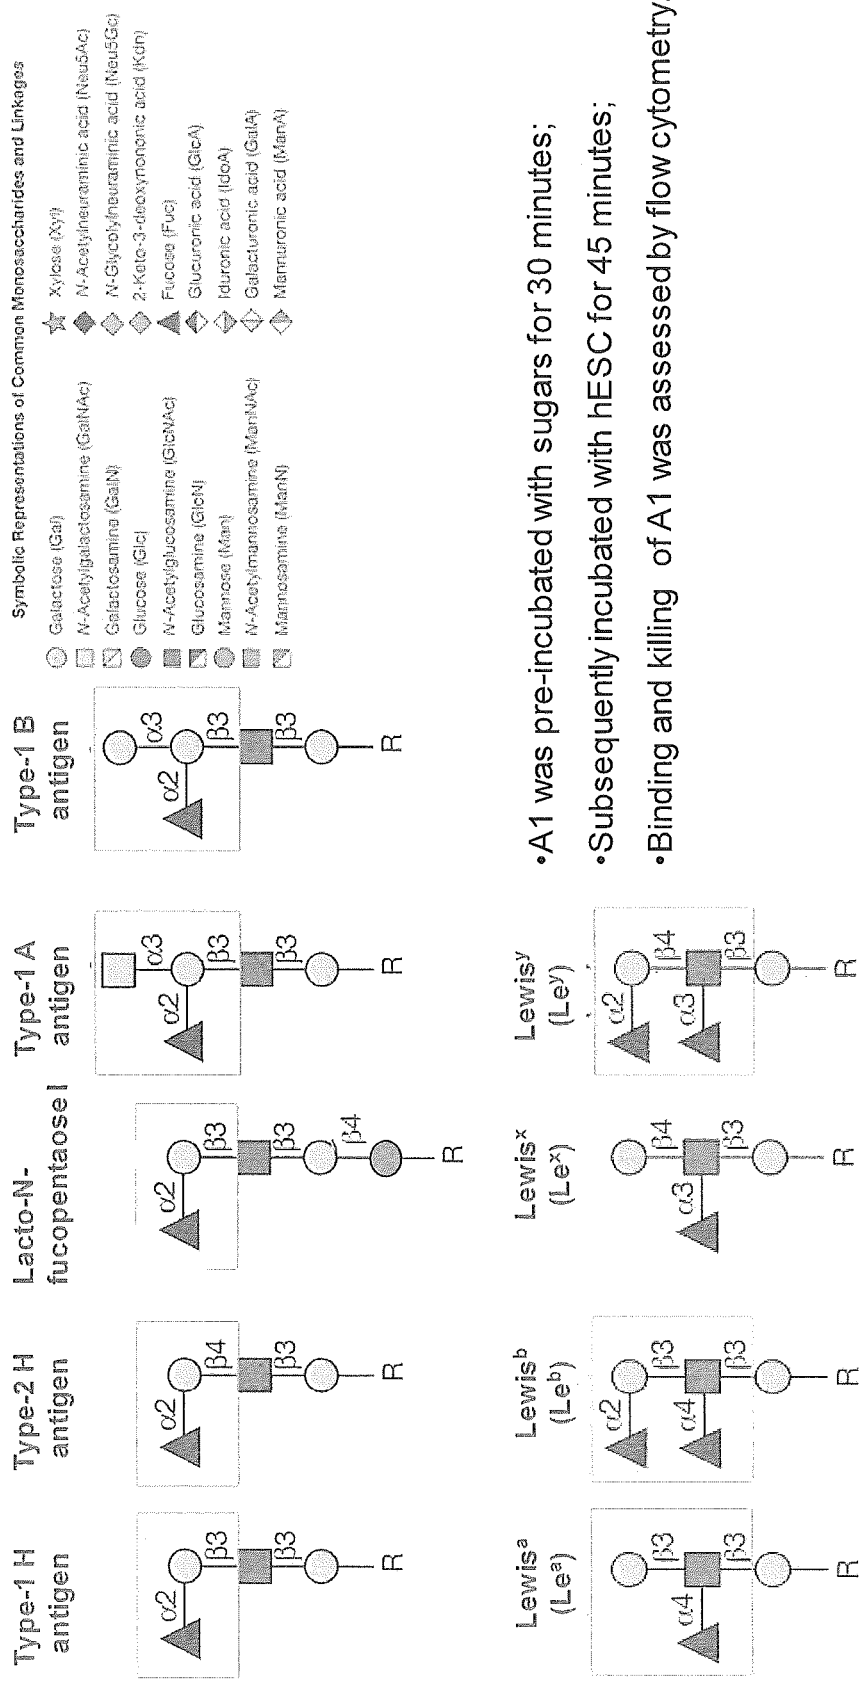 Type-1 H
antigen
α2
β3
β3
R
Type-2 H
antigen
α2
β4
β3
R
Lacto-N-
fucopentaose I
α2
β3
β3
β4
R
Type-1 A
antigen
α3
α2
β3
β3
R
Type-1 B
antigen
α3
α2
β3
β3
R
Symbolic Representations of Common Monosaccharides and Linkages
Galactose (Gal)
N-Acetylgalactosamine (GalNAc)
Galactosamine (GalN)
Glucose (Glc)
N-Acetylglucosamine (GlcNAc)
Glucosamine (GlcN)
Mannose (Man)
N-Acetylmannosamine (ManNAc)
Mannosamine (ManN)
Xylose (Xyl)
N-Acetylneuraminic acid (Neu5Ac)
N-Glycolylneuraminic acid (Neu5Gc)
2-Keto-3-deoxynononic acid (Kdn)
Fucose (Fuc)
Glucuronic acid (GlcA)
Iduronic acid (IdoA)
Galacturonic acid (GalA)
Mannuronic acid (ManA)
Lewisª
(Leª)
β3
α4
β3
R
Lewisᵇ
(Leᵇ)
α2
β3
α4
β3
R
Lewisˣ
(Leˣ)
β4
α3
β3
R
Lewisʸ
(Leʸ)
α2
β4
α3
β3
R
•A1 was pre-incubated with sugars for 30 minutes;
•Subsequently incubated with hESC for 45 minutes;
•Binding and killing of A1 was assessed by flow cytometry.